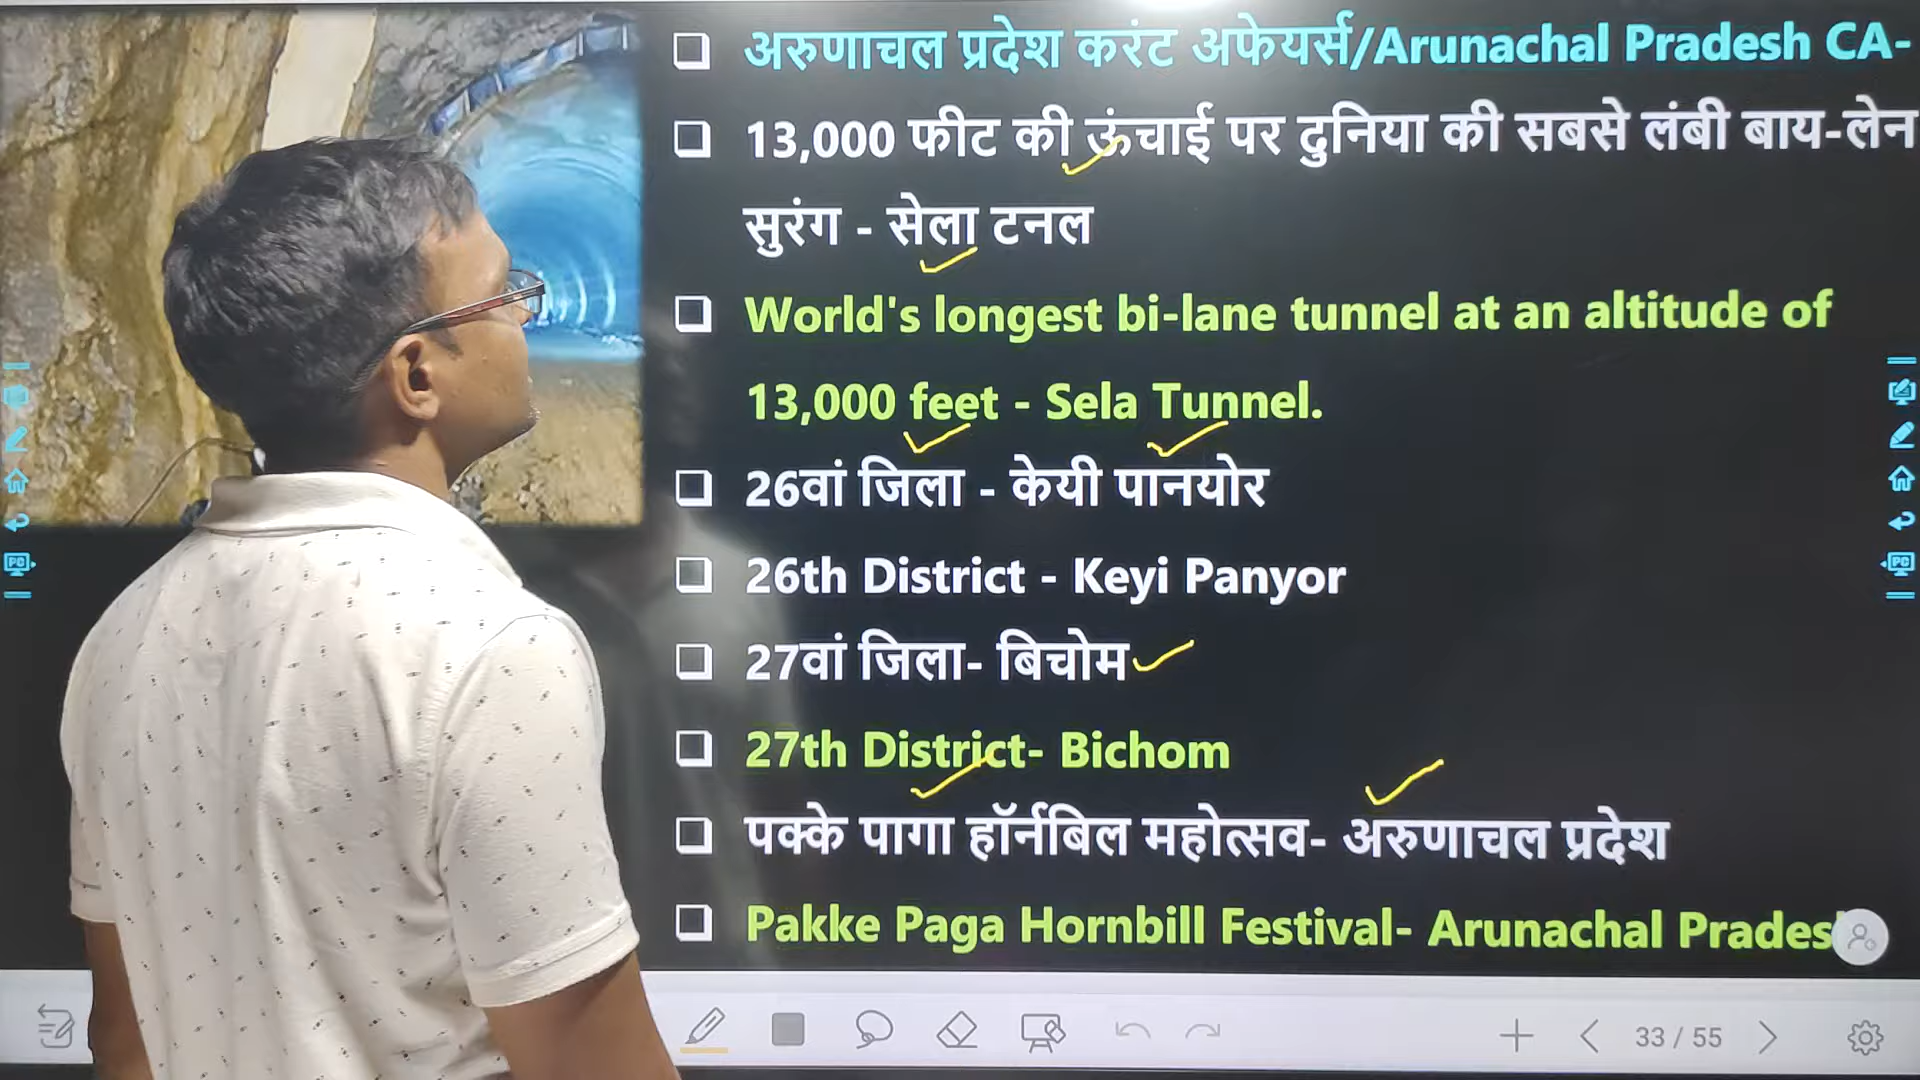 अरुणाचल प्रदेश करंट अफेयर्स/Arunachal Pradesh CA-
13,000 फीट की ऊंचाई पर दुनिया की सबसे लंबी बाय-लेन
सुरंग - सेला टनल
World's longest bi-lane tunnel at an altitude of
13,000 feet - Sela Tunnel.
26वां जिला - केयी पानयोर
26th District - Keyi Panyor
27वां जिला- बिचोम
27th District- Bichom
पक्के पागा हॉर्नबिल महोत्सव- अरुणाचल प्रदेश
Pakke Paga Hornbill Festival- Arunachal Prades
PC
PC
33 / 55